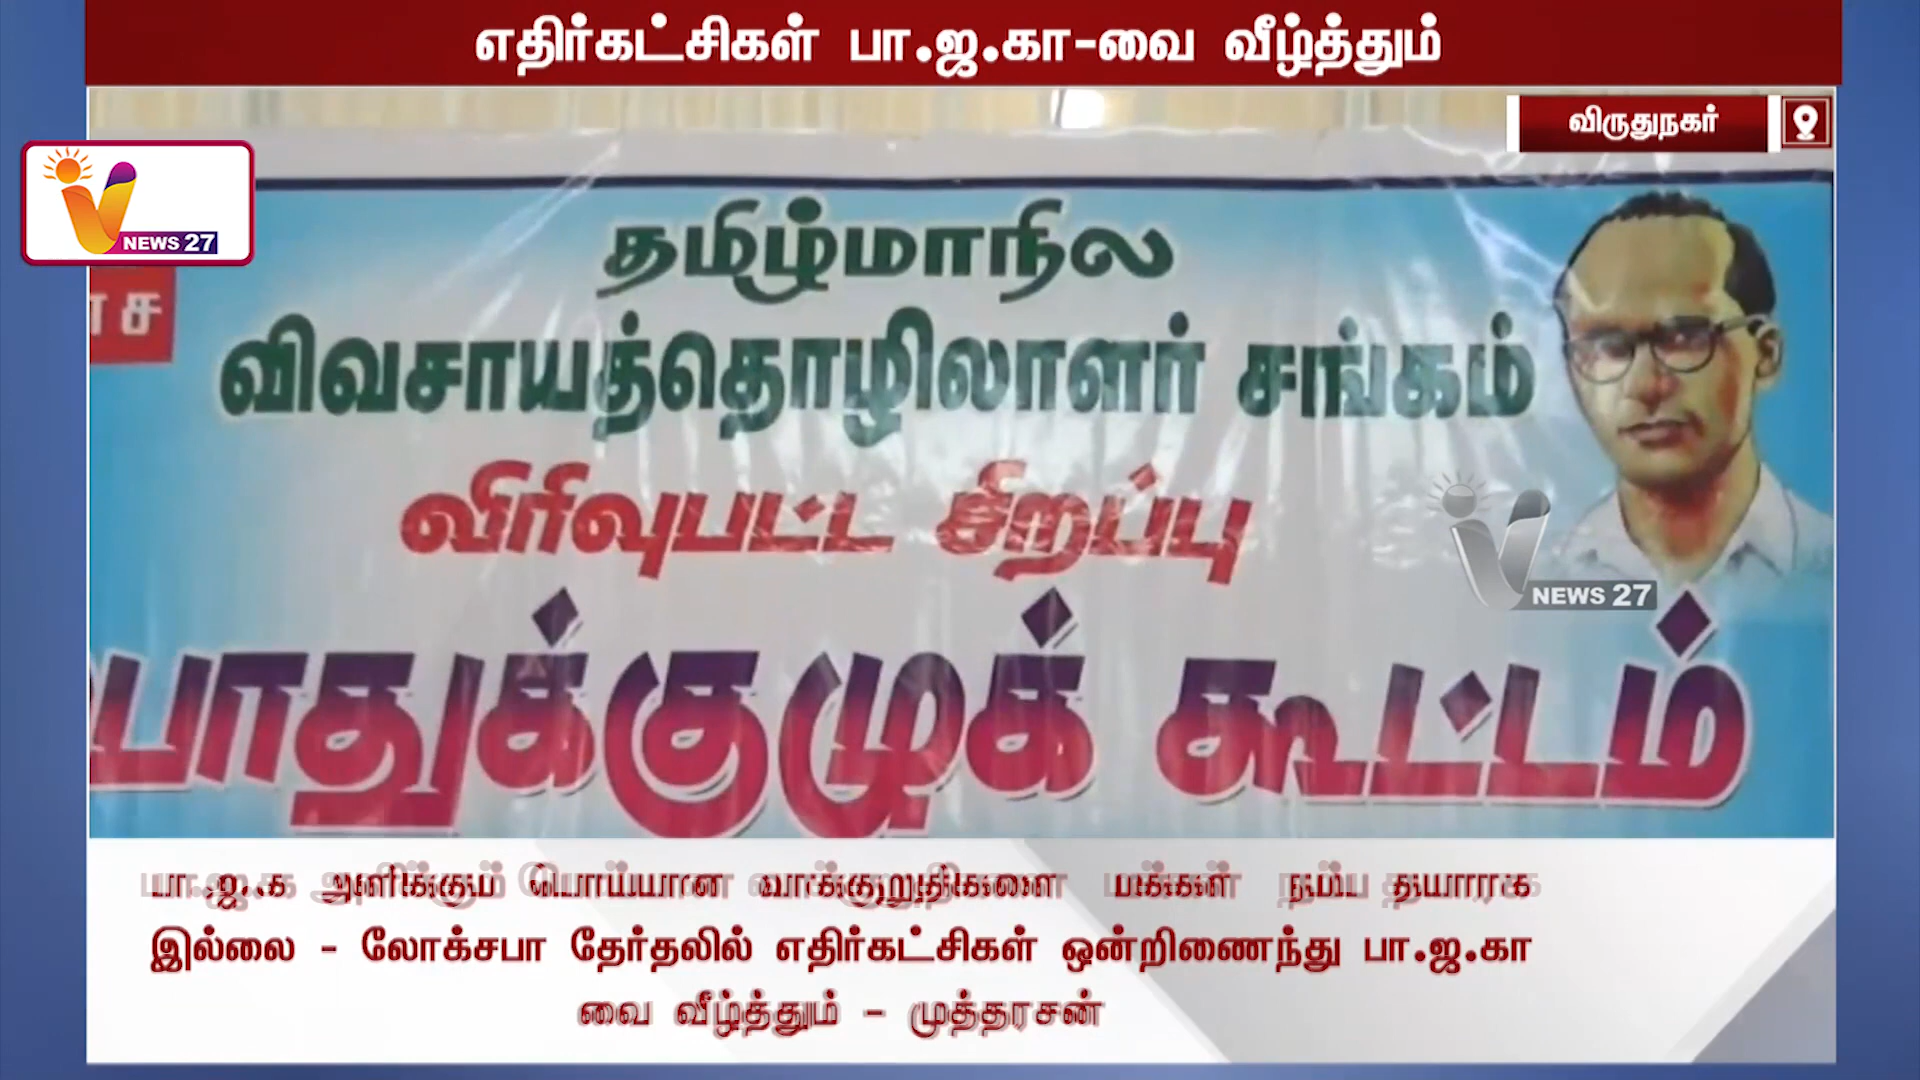 எதிர்கட்சிகள் பா.ஜ.கா-வை வீழ்த்தும்
விருதுநகர்
NEWS 27
ச
தமிழ்மாநில
விவசாயத்தொழிலாளர் சங்கம்
விரிவுபட்ட சிறப்பு
NEWS 27
பொதுக்குழுக் கூட்டம்
பா.ஜ.க அளிக்கும் பொய்யான வாக்குறுதிகளை மக்கள் நம்ப தயாராக
இல்லை - லோக்சபா தேர்தலில் எதிர்கட்சிகள் ஒன்றிணைந்து பா.ஜ.கா
வை வீழ்த்தும் - முத்தரசன்